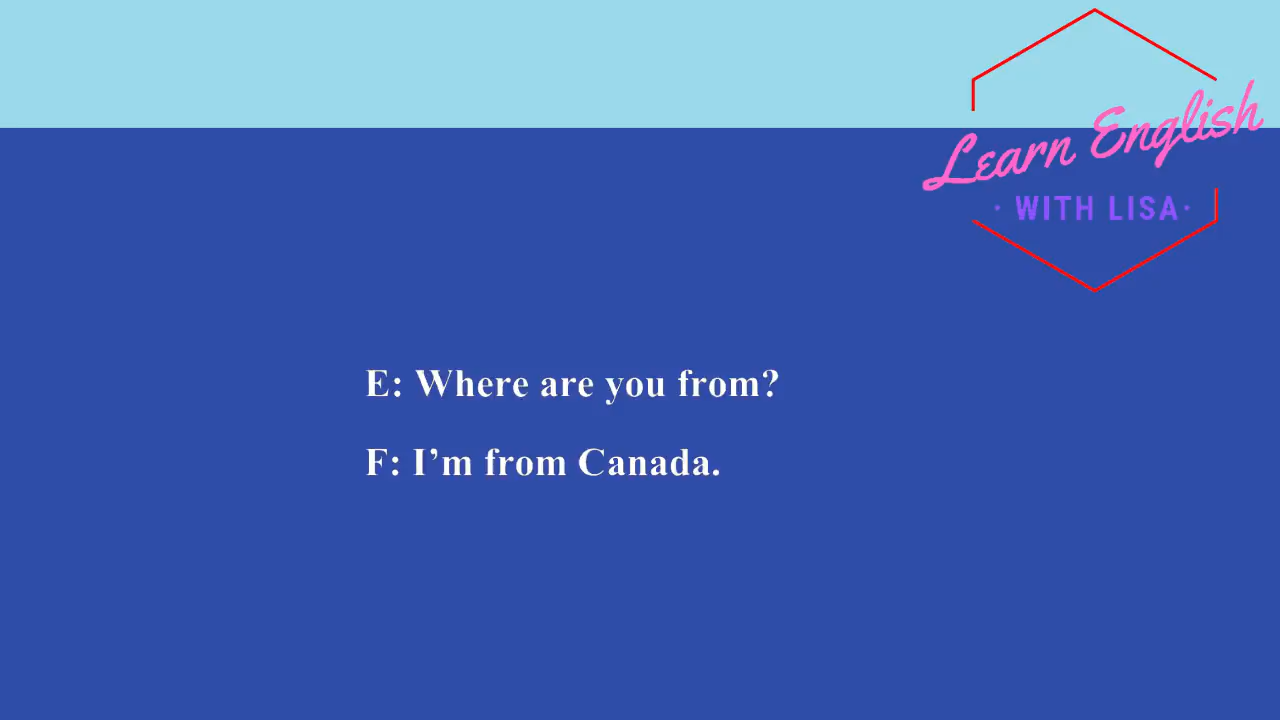 Learn English
· WITH LISA ·
E: Where are you from?
F: I’m from Canada.